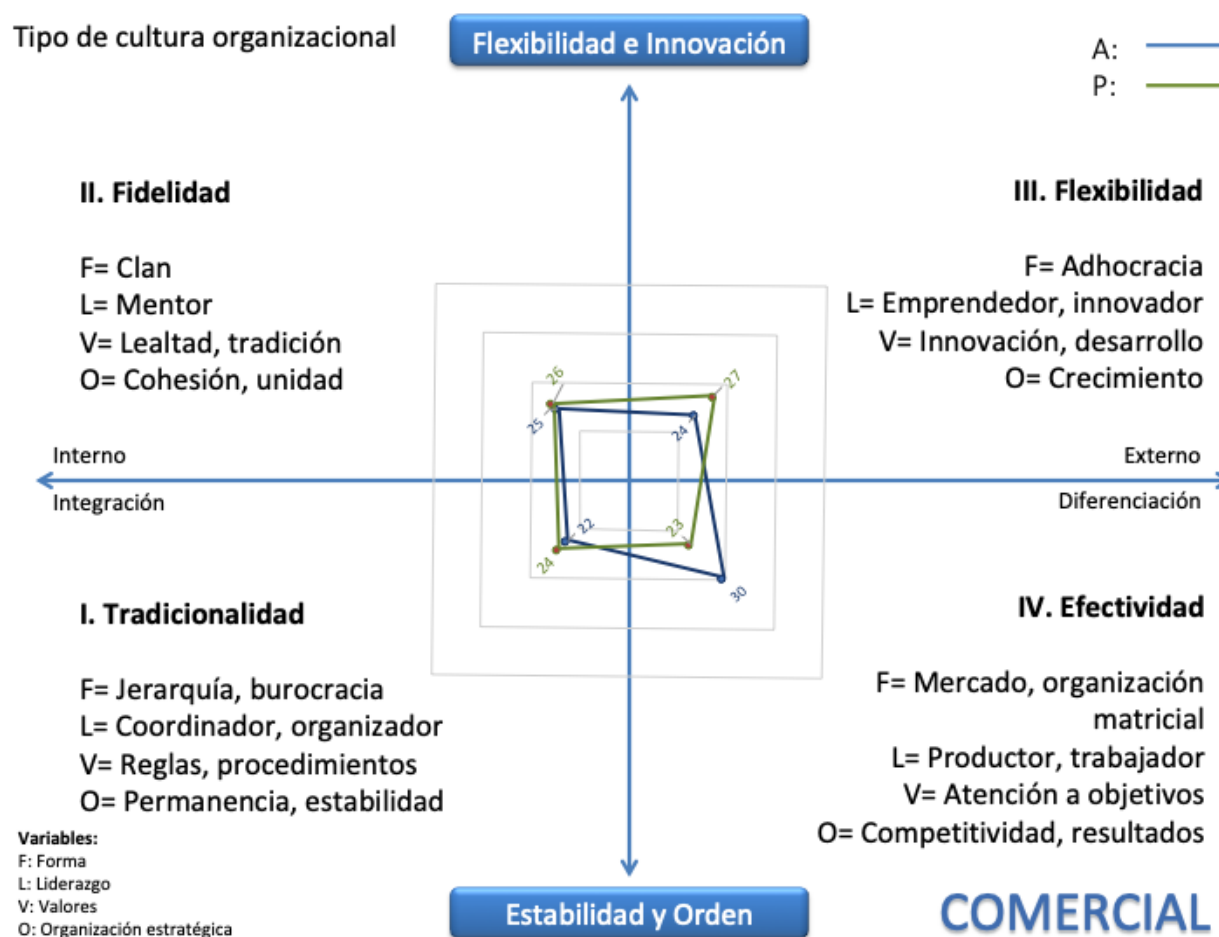 Tipo de cultura organizacional
Flexibilidad e Innovación
A:
P:
II. Fidelidad
F= Clan
L= Mentor
V= Lealtad, tradición
O= Cohesión, unidad
III. Flexibilidad
F= Adhocracia
L= Emprendedor, innovador
V= Innovación, desarrollo
O= Crecimiento
26
27
25
24
Interno
Integración
Externo
Diferenciación
22
23
24
30
I. Tradicionalidad
F= Jerarquía, burocracia
L= Coordinador, organizador
V= Reglas, procedimientos
O= Permanencia, estabilidad
IV. Efectividad
F= Mercado, organización
matricial
L= Productor, trabajador
V= Atención a objetivos
O= Competitividad, resultados
Variables:
F: Forma
L: Liderazgo
V: Valores
O: Organización estratégica
Estabilidad y Orden
COMERCIAL